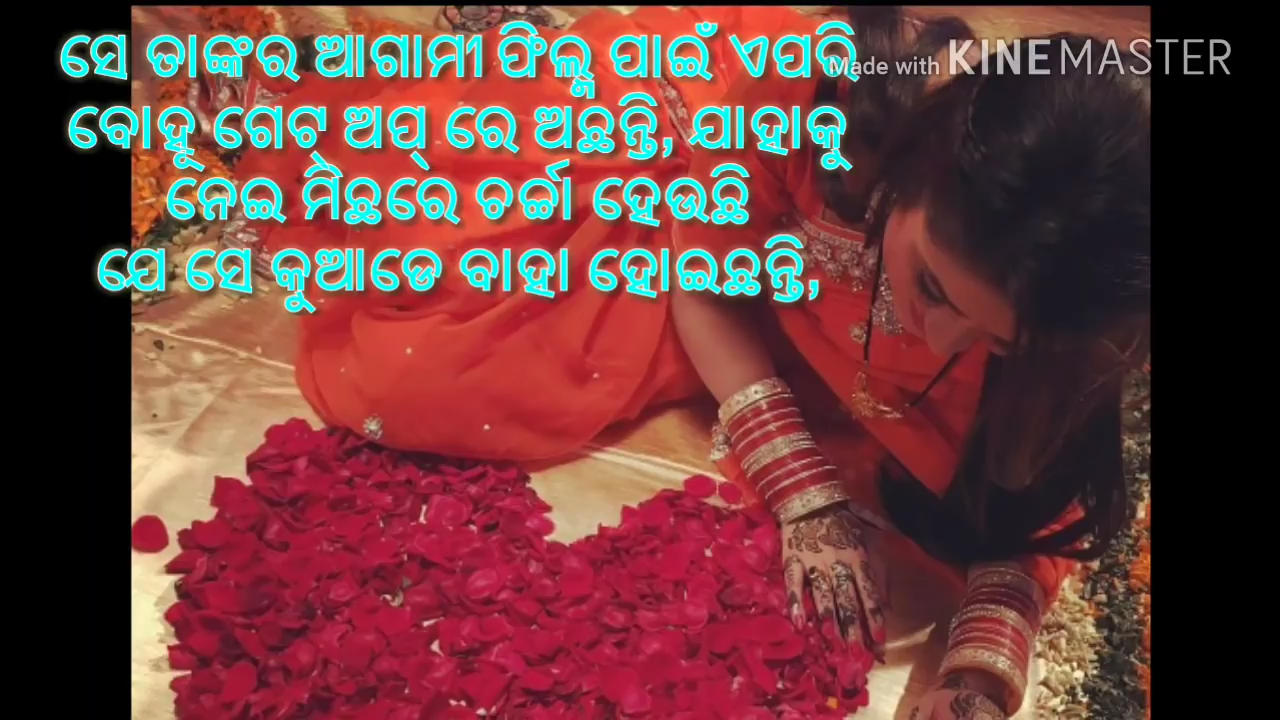 ସେ ତାଙ୍କର ଆଗାମୀ ଫିଲ୍ମ ପାଇଁ ଏପରି
Made with KINEMASTER
ବୋହୂ ଗେଟ୍ ଅପ୍ ରେ ଅଛନ୍ତି, ଯାହାକୁ
ନେଇ ମିଛରେ ଚର୍ଚ୍ଚା ହେଉଛି
ଯେ ସେ କୁଆଡେ ବାହା ହୋଇଛନ୍ତି,